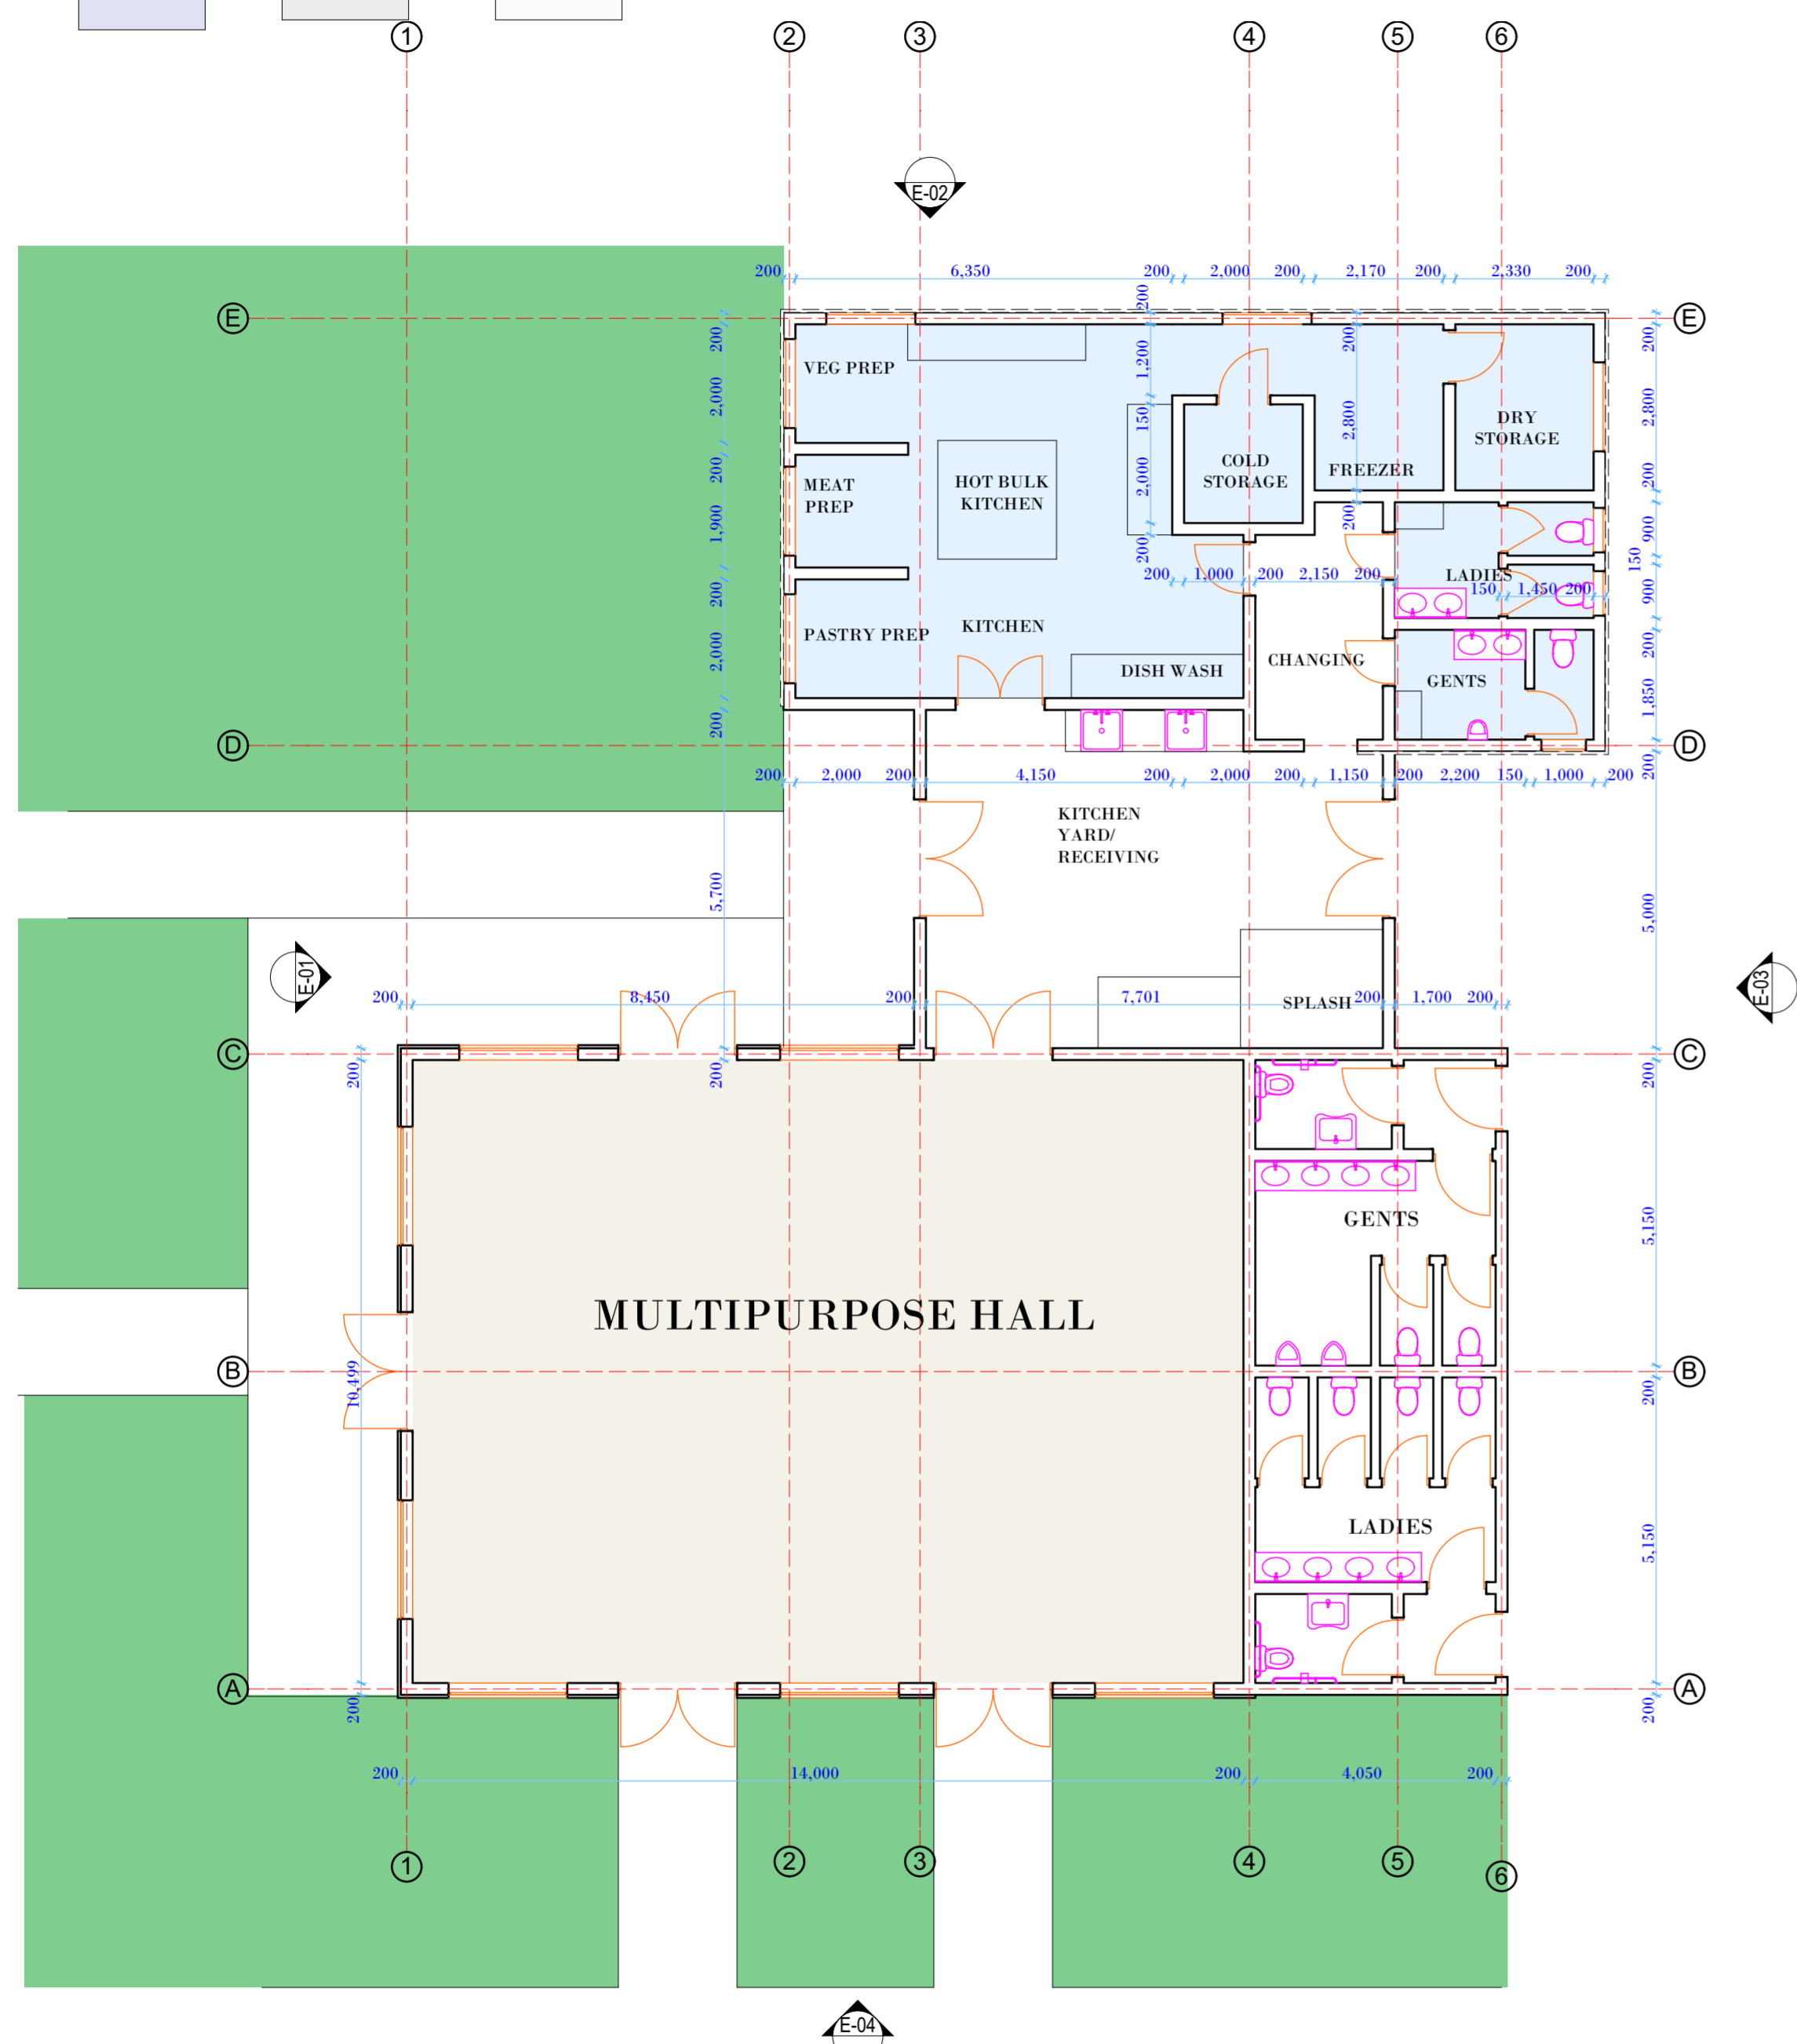 1 2 3 4 5 6
E-02
200 6,350 200 2,000 200 2,170 200 2,330 200
E E
200 2,000 200 1,900 200 2,000 200 5,700 200
200 1,200 150 2,000 200
200 2,800 200
200 2,800 200 900 150 900 200 1,850 200 5,000 200 5,150 200 5,150 200
VEG PREP
MEAT
PREP
PASTRY PREP
HOT BULK
KITCHEN
KITCHEN
DISH WASH
COLD
STORAGE
FREEZER
DRY
STORAGE
LADIES
150 1,450 200
200 1,000 200 2,150 200
CHANGING
GENTS
D D
200 2,000 200 4,150 200 2,000 200 1,150 200 2,200 150 1,000 200
KITCHEN
YARD/
RECEIVING
E-01
E-03
200 8,450 200 7,701 200 1,700 200
SPLASH
C C
200 10,499 200
GENTS
MULTIPURPOSE HALL
B B
LADIES
A A
200 14,000 200 4,050 200
1 2 3 4 5 6
E-04